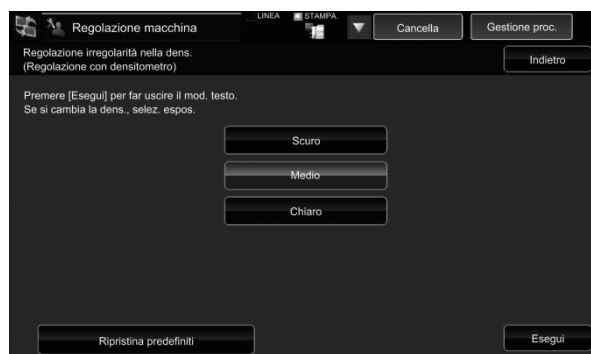 Regolazione macchina
LINEA
STAMPA.
Cancella
Gestione proc.
Regolazione irregolarità nella dens.
(Regolazione con densitometro)
Indietro
Premere [Esegui] per far uscire il mod. testo.
Se si cambia la dens., selez. espos.
Scuro
Medio
Chiaro
Ripristina predefiniti
Esegui